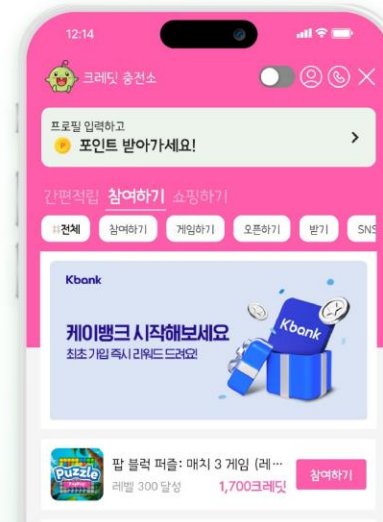 12:14
크레딧 충전소
프로필 입력하고
P 포인트 받아가세요!
간편적립 참여하기 쇼핑하기
#전체 참여하기 게임하기 오픈하기 받기 SNS
Kbank
케이뱅크 시작해보세요
최초 가입 즉시 리워드 드려요!
Kbank
PUZZLE
팝 블럭 퍼즐: 매치 3 게임 (레…
레벨 300 달성 1,700크레딧
참여하기